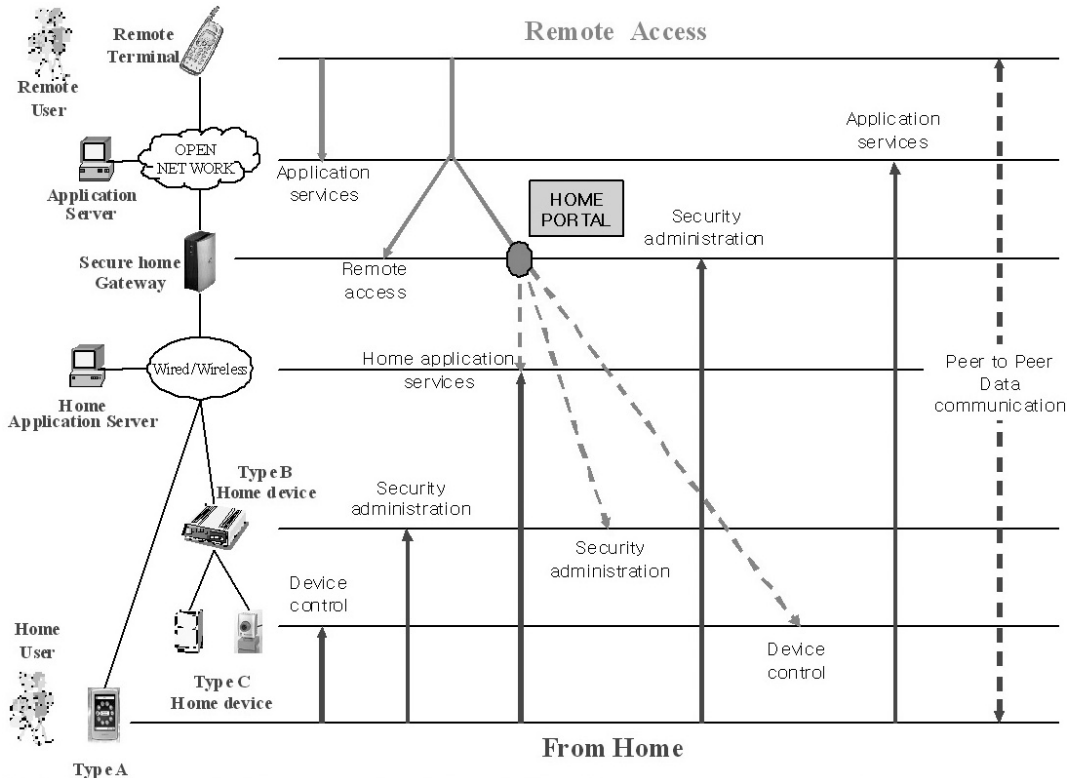 Remote Access
Remote
Terminal
Remote
User
OPEN
NET WORK
Application
Server
Application
services
Application
services
HOME
PORTAL
Security
administration
Secure home
Gateway
Remote
access
Wired/Wireless
Home
Application Server
Home application
services
Peer to Peer
Data
communication
Type B
Home device
Security
administration
Security
administration
Device
control
Home
User
Type C
Home device
Device
control
Type A
From Home